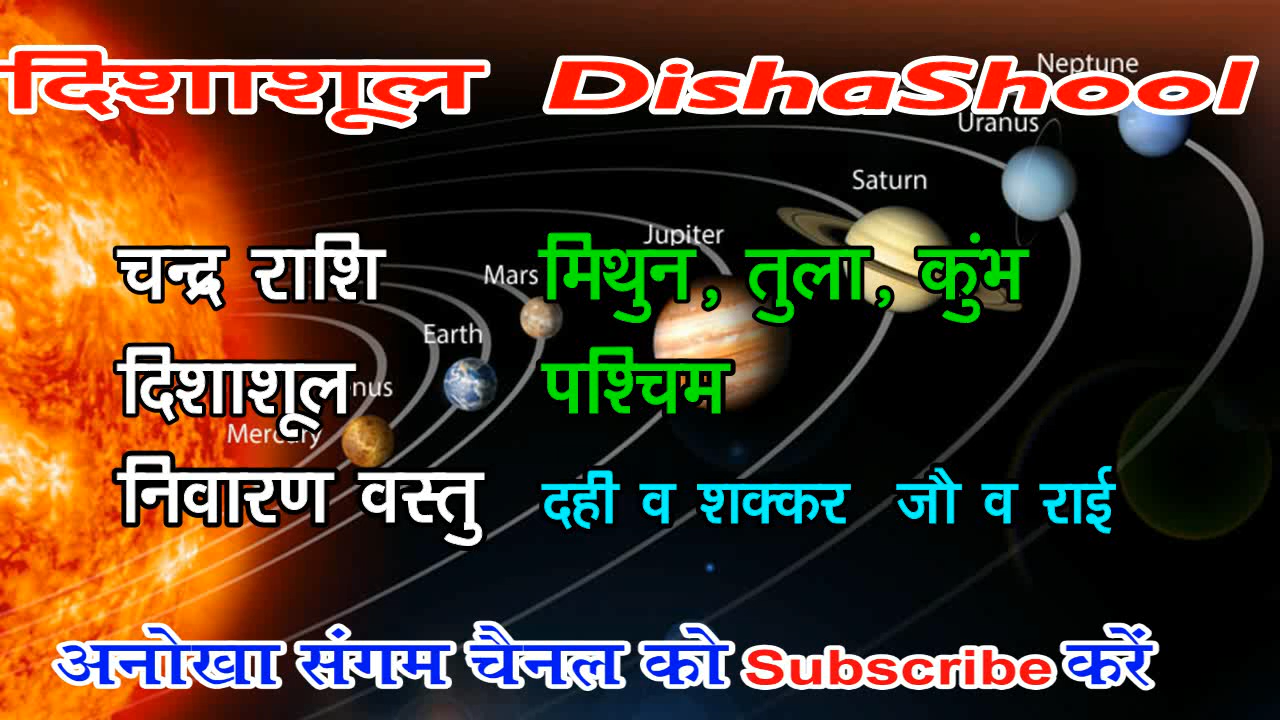 दिशाशूल DishaShool
Neptune
Uranus
Saturn
Jupiter
चन्द्र राशि मिथुन, तुला, कुंभ
Mars
Earth
दिशाशूल पश्चिम
Mercury
निवारण वस्तु दही व शक्कर जौ व राई
अनोखा संगम चैनल को Subscribe करें